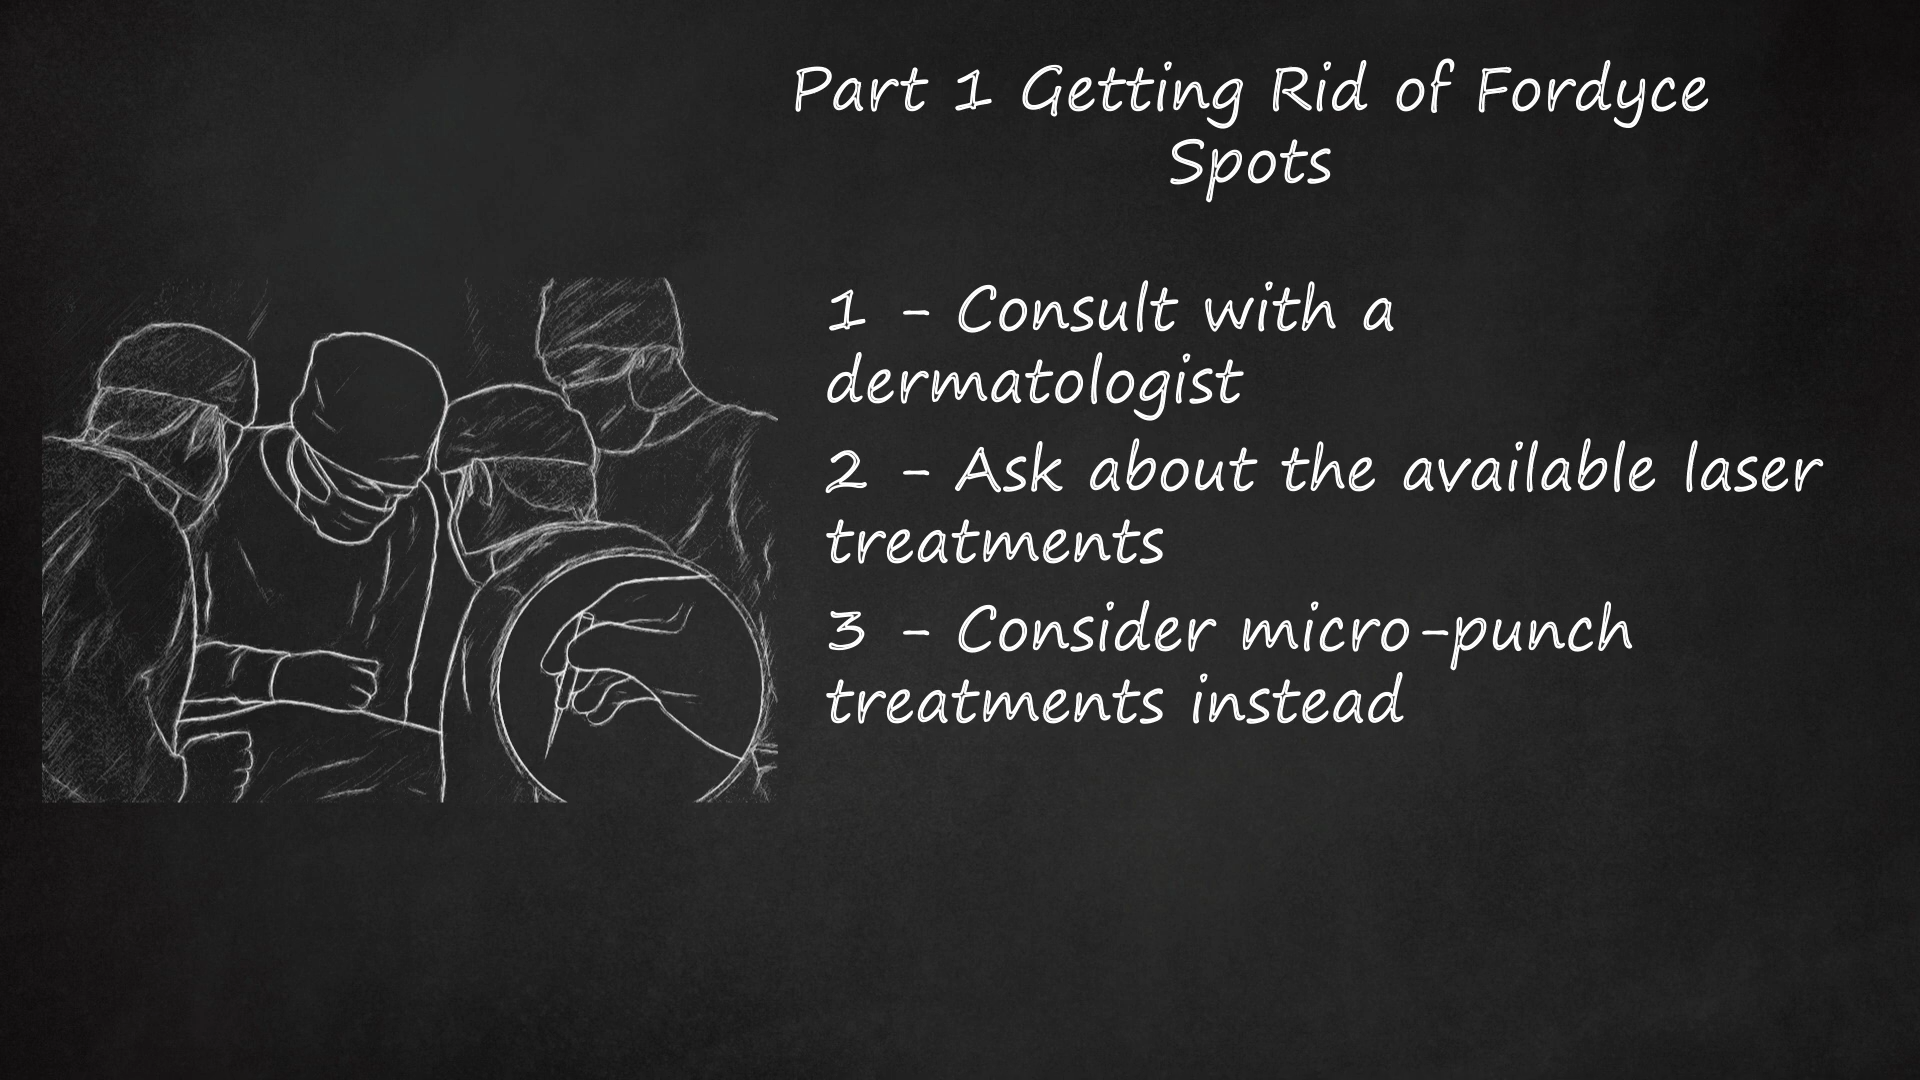 Part 1 Getting Rid of Fordyce
Spots
1 - Consult with a
dermatologist
2 - Ask about the available laser
treatments
3 - Consider micro-punch
treatments instead